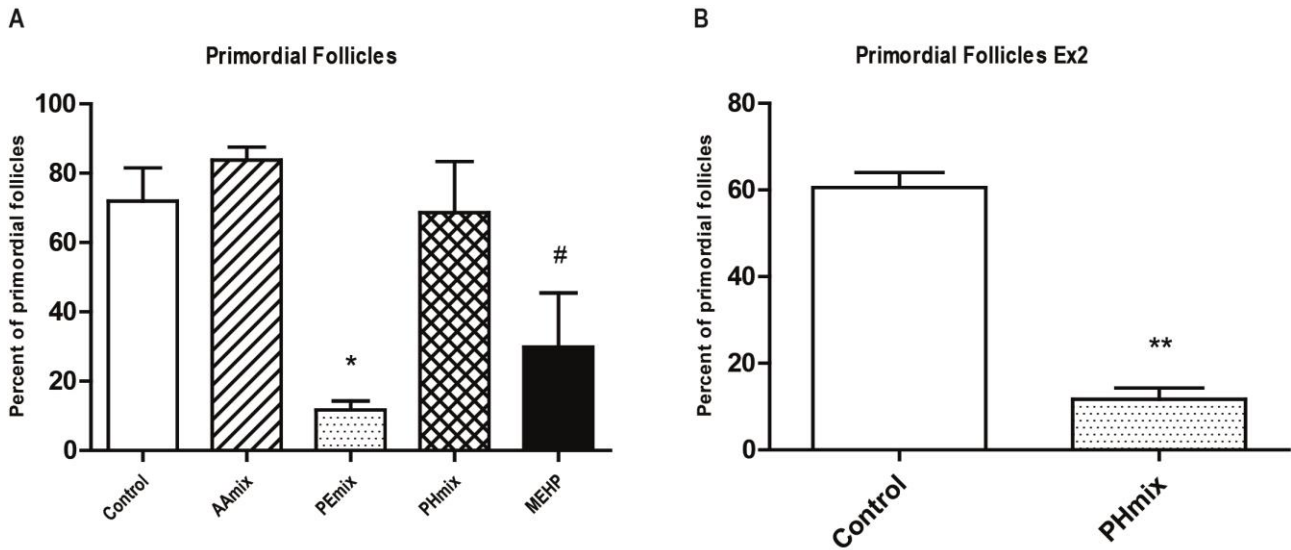 A
Primordial Follicles
Percent of primordial follicles
100
80
60
40
20
0
*
#
Control
AAmix
PEmix
PHmix
MEHP
B
Primordial Follicles Ex2
Percent of primordial follicles
80
60
40
20
0
**
Control
PHmix